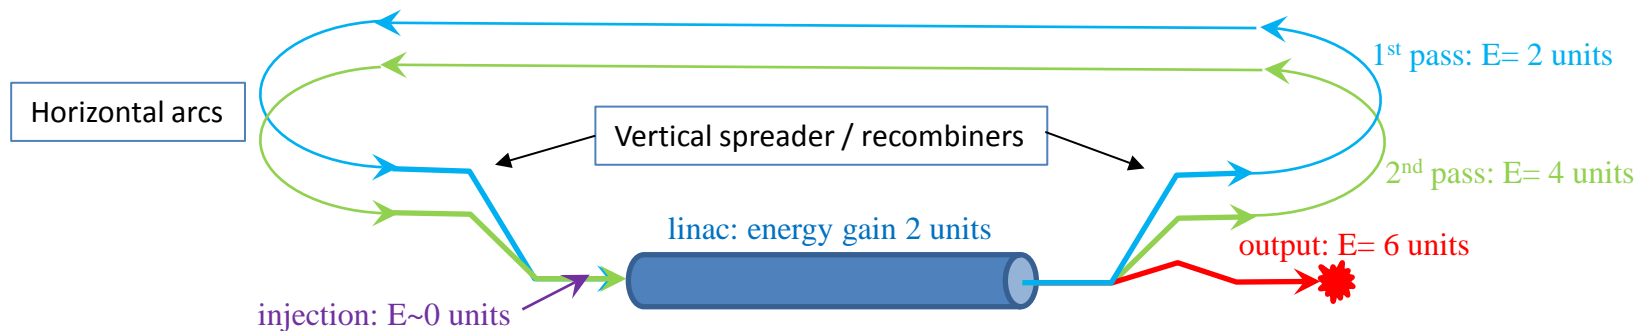 1st pass: E= 2 units
Horizontal arcs
Vertical spreader / recombiners
2nd pass: E= 4 units
linac: energy gain 2 units
output: E= 6 units
injection: E~0 units